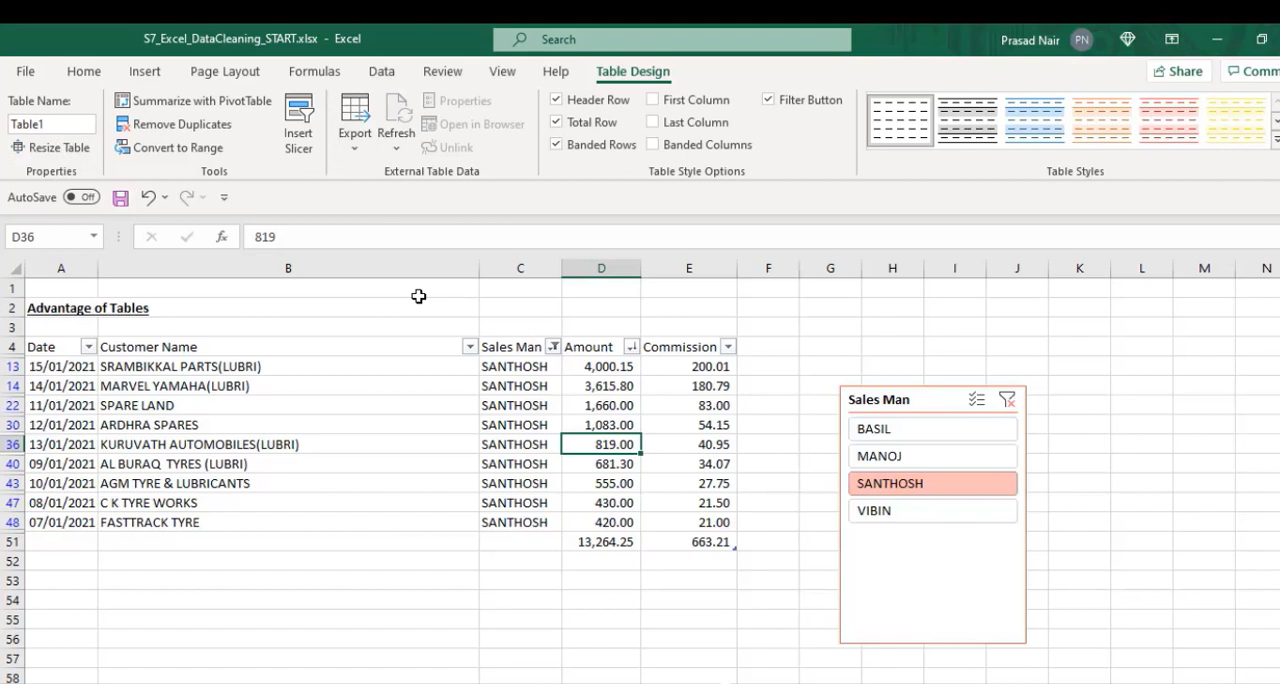 S7_Excel_DataCleaning_START.xlsx - Excel
Search
Prasad Nair PN
File Home Insert Page Layout Formulas Data Review View Help Table Design
Share Comm
Table Name:
Table1
Resize Table
Properties
Summarize with PivotTable
Remove Duplicates
Convert to Range
Insert
Slicer
Tools
Export Refresh
Properties
Open in Browser
Unlink
External Table Data
Header Row First Column Filter Button
Total Row Last Column
Banded Rows Banded Columns
Table Style Options
Table Styles
AutoSave Off
D36 fx 819
A B C D E F G H I J K L M N
1
2 Advantage of Tables
3
4 Date Customer Name Sales Man Amount Commission
13 15/01/2021 SRAMBIKKAL PARTS(LUBRI) SANTHOSH 4,000.15 200.01
14 14/01/2021 MARVEL YAMAHA(LUBRI) SANTHOSH 3,615.80 180.79
22 11/01/2021 SPARE LAND SANTHOSH 1,660.00 83.00
30 12/01/2021 ARDHRA SPARES SANTHOSH 1,083.00 54.15
36 13/01/2021 KURUVATH AUTOMOBILES(LUBRI) SANTHOSH 819.00 40.95
40 09/01/2021 AL BURAQ TYRES (LUBRI) SANTHOSH 681.30 34.07
43 10/01/2021 AGM TYRE & LUBRICANTS SANTHOSH 555.00 27.75
47 08/01/2021 C K TYRE WORKS SANTHOSH 430.00 21.50
48 07/01/2021 FASTTRACK TYRE SANTHOSH 420.00 21.00
51 13,264.25 663.21
52
53
54
55
56
57
58
Sales Man
BASIL
MANOJ
SANTHOSH
VIBIN